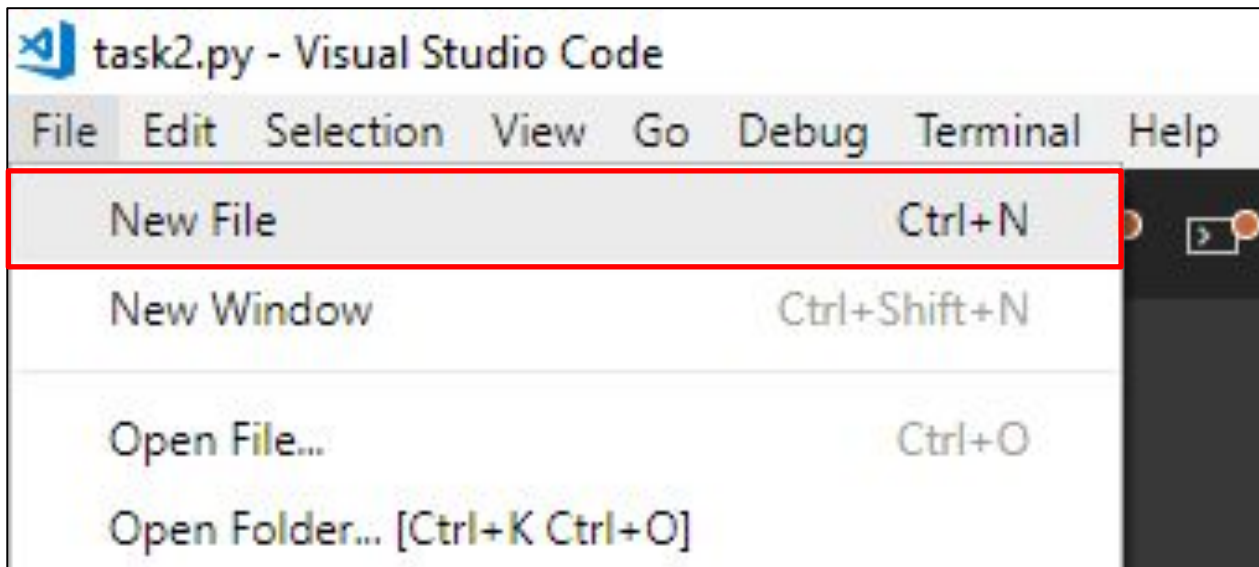 task2.py - Visual Studio Code
File Edit Selection View Go Debug Terminal Help
New File Ctrl+N
New Window Ctrl+Shift+N
Open File... Ctrl+O
Open Folder... [Ctrl+K Ctrl+O]